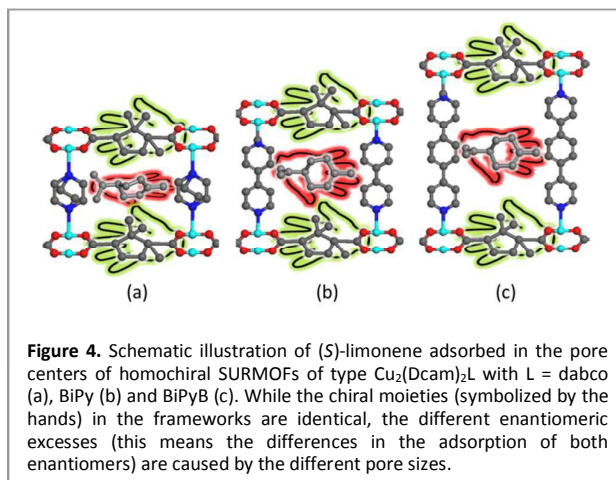 (a)
(b)
(c)
Figure 4. Schematic illustration of (S)-limonene adsorbed in the pore
centers of homochiral SURMOFs of type Cu₂(Dcam)₂L with L = dabco
(a), BiPy (b) and BiPyB (c). While the chiral moieties (symbolized by the
hands) in the frameworks are identical, the different enantiomeric
excesses (this means the differences in the adsorption of both
enantiomers) are caused by the different pore sizes.